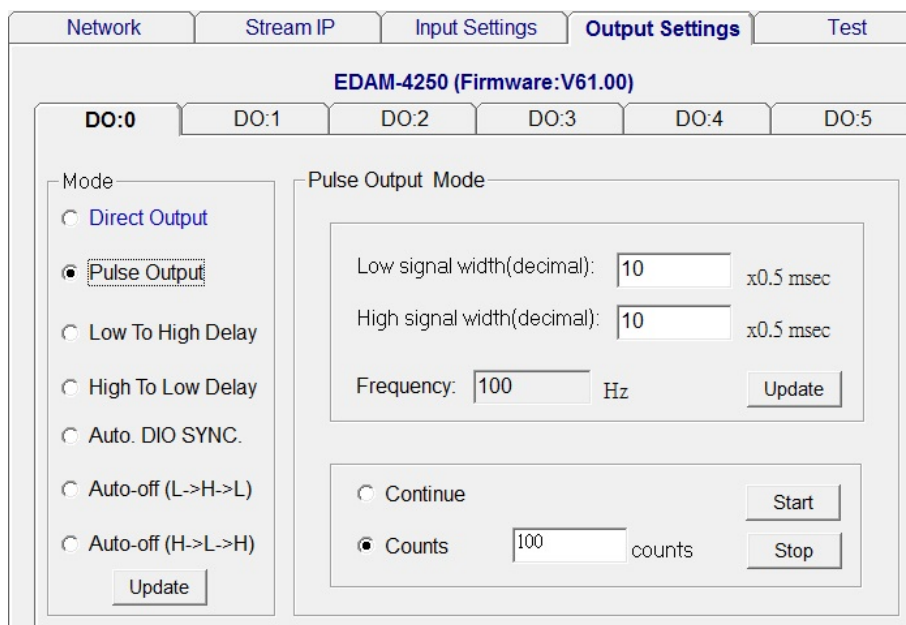 Network Stream IP Input Settings Output Settings Test
EDAM-4250 (Firmware:V61.00)
DO:0 DO:1 DO:2 DO:3 DO:4 DO:5
Mode
Direct Output
Pulse Output
Low To High Delay
High To Low Delay
Auto. DIO SYNC.
Auto-off (L->H->L)
Auto-off (H->L->H)
Update
Pulse Output Mode
Low signal width(decimal): 10 x0.5 msec
High signal width(decimal): 10 x0.5 msec
Frequency: 100 Hz Update
Continue Start
Counts 100 counts Stop